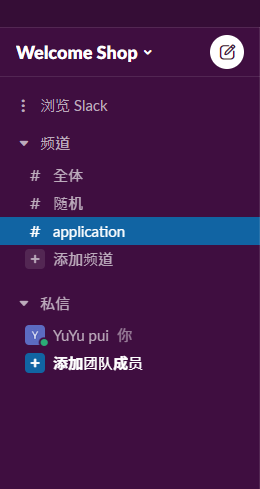 Welcome Shop
浏览 Slack
频道
# 全体
# 随机
# application
+ 添加频道
私信
Y YuYu pui 你
+ 添加团队成员